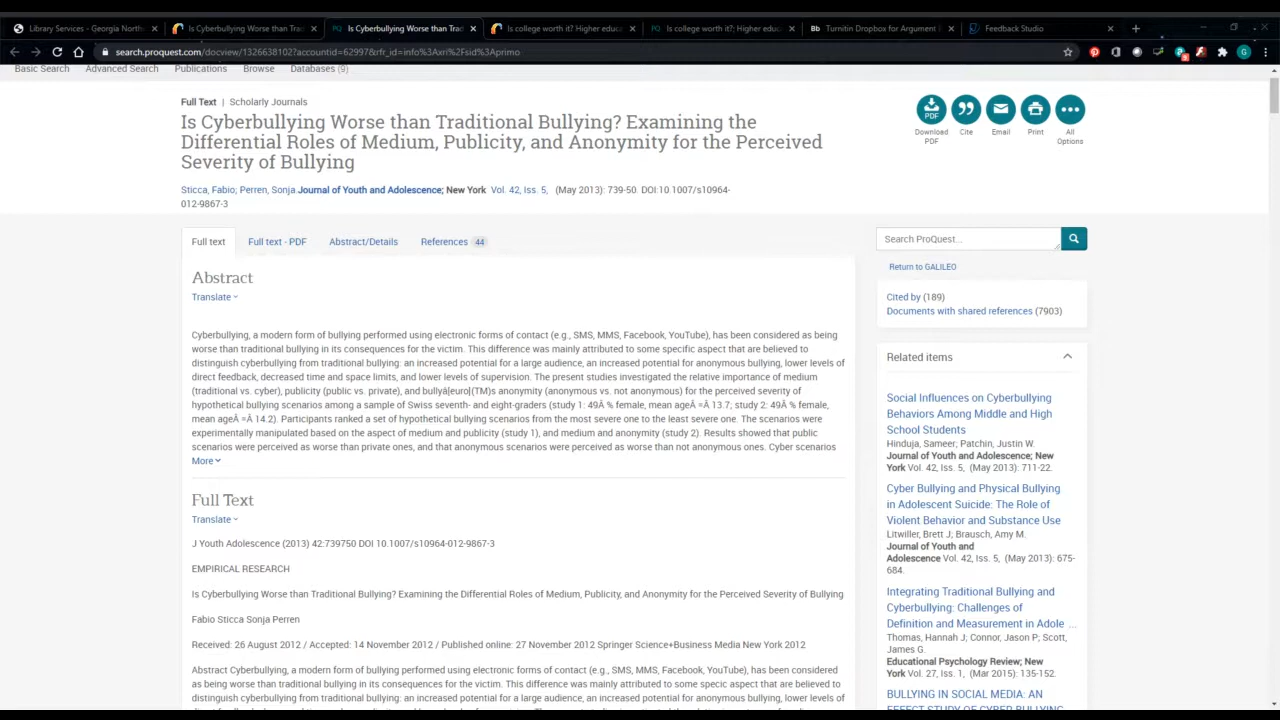 Library Services - Georgia North
Is Cyberbullying Worse than Trad
Is Cyberbullying Worse than Trad
Is college worth it? Higher educa
Is college worth it?; Higher educ
Bb Turnitin Dropbox for Argument
Feedback Studio
search.proquest.com/docview/1326638102?accountid=62997&rfr_id=info%3Axri%2Fsid%3Aprimo
Basic Search Advanced Search Publications Browse Databases (9)
Full Text | Scholarly Journals
Is Cyberbullying Worse than Traditional Bullying? Examining the
Differential Roles of Medium, Publicity, and Anonymity for the Perceived
Severity of Bullying
Sticca, Fabio; Perren, Sonja. Journal of Youth and Adolescence; New York Vol. 42, Iss. 5, (May 2013): 739-50. DOI:10.1007/s10964-
012-9867-3
PDF
Download
PDF
Cite
Email
Print
All
Options
Full text Full text - PDF Abstract/Details References 44
Abstract
Translate
Cyberbullying, a modern form of bullying performed using electronic forms of contact (e.g., SMS, MMS, Facebook, YouTube), has been considered as being
worse than traditional bullying in its consequences for the victim. This difference was mainly attributed to some specific aspect that are believed to
distinguish cyberbullying from traditional bullying: an increased potential for a large audience, an increased potential for anonymous bullying, lower levels of
direct feedback, decreased time and space limits, and lower levels of supervision. The present studies investigated the relative importance of medium
(traditional vs. cyber), publicity (public vs. private), and bullyâ|euro|(TM)s anonymity (anonymous vs. not anonymous) for the perceived severity of
hypothetical bullying scenarios among a sample of Swiss seventh- and eight-graders (study 1: 49Â % female, mean ageÂ =Â 13.7; study 2: 49Â % female,
mean ageÂ =Â 14.2). Participants ranked a set of hypothetical bullying scenarios from the most severe one to the least severe one. The scenarios were
experimentally manipulated based on the aspect of medium and publicity (study 1), and medium and anonymity (study 2). Results showed that public
scenarios were perceived as worse than private ones, and that anonymous scenarios were perceived as worse than not anonymous ones. Cyber scenarios
More
Full Text
Translate
J Youth Adolescence (2013) 42:739750 DOI 10.1007/s10964-012-9867-3
EMPIRICAL RESEARCH
Is Cyberbullying Worse than Traditional Bullying? Examining the Differential Roles of Medium, Publicity, and Anonymity for the Perceived Severity of Bullying
Fabio Sticca Sonja Perren
Received: 26 August 2012 / Accepted: 14 November 2012 / Published online: 27 November 2012 Springer Science+Business Media New York 2012
Abstract Cyberbullying, a modern form of bullying performed using electronic forms of contact (e.g., SMS, MMS, Facebook, YouTube), has been considered
as being worse than traditional bullying in its consequences for the victim. This difference was mainly attributed to some specic aspect that are believed to
distinguish cyberbullying from traditional bullying: an increased potential for a large audience, an increased potential for anonymous bullying, lower levels of
Search ProQuest...
Return to GALILEO
Cited by (189)
Documents with shared references (7903)
Related items
Social Influences on Cyberbullying
Behaviors Among Middle and High
School Students
Hinduja, Sameer; Patchin, Justin W.
Journal of Youth and Adolescence; New
York Vol. 42, Iss. 5, (May 2013): 711-22.
Cyber Bullying and Physical Bullying
in Adolescent Suicide: The Role of
Violent Behavior and Substance Use
Litwiller, Brett J; Brausch, Amy M.
Journal of Youth and
Adolescence Vol. 42, Iss. 5, (May 2013): 675-
684.
Integrating Traditional Bullying and
Cyberbullying: Challenges of
Definition and Measurement in Adole ...
Thomas, Hannah J; Connor, Jason P; Scott,
James G.
Educational Psychology Review; New
York Vol. 27, Iss. 1, (Mar 2015): 135-152.
BULLYING IN SOCIAL MEDIA: AN
EFFECT STUDY OF CYBER BULLYING